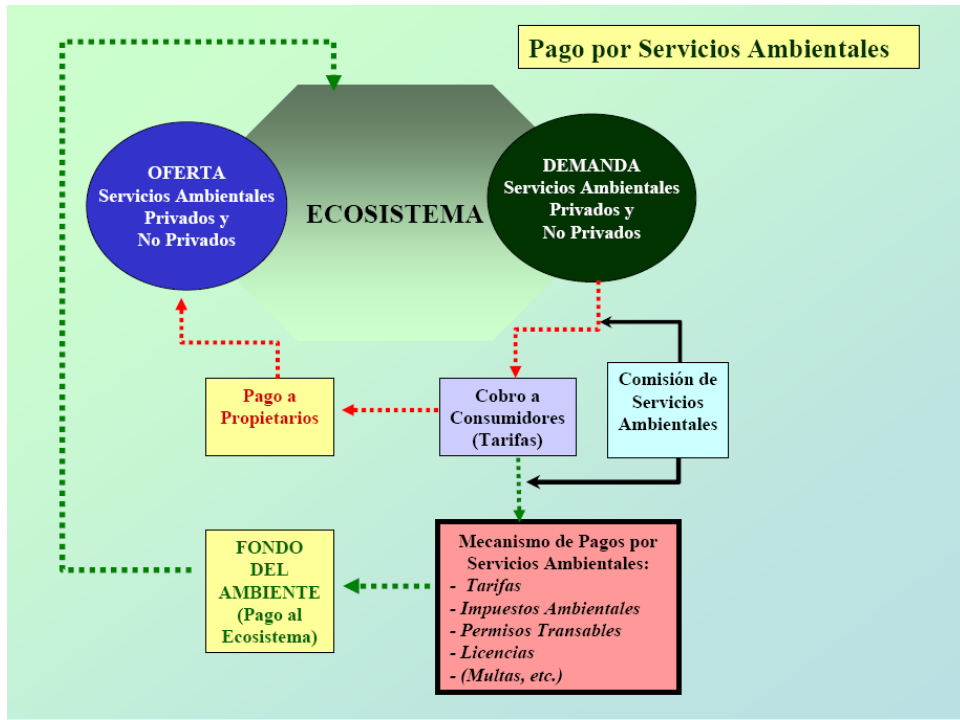 Pago por Servicios Ambientales
OFERTA
Servicios Ambientales
Privados y
No Privados
ECOSISTEMA
DEMANDA
Servicios Ambientales
Privados y
No Privados
Pago a
Propietarios
Cobro a
Consumidores
(Tarifas)
Comisión de
Servicios
Ambientales
FONDO
DEL
AMBIENTE
(Pago al
Ecosistema)
Mecanismo de Pagos por
Servicios Ambientales:
- Tarifas
- Impuestos Ambientales
- Permisos Transables
- Licencias
- (Multas, etc.)